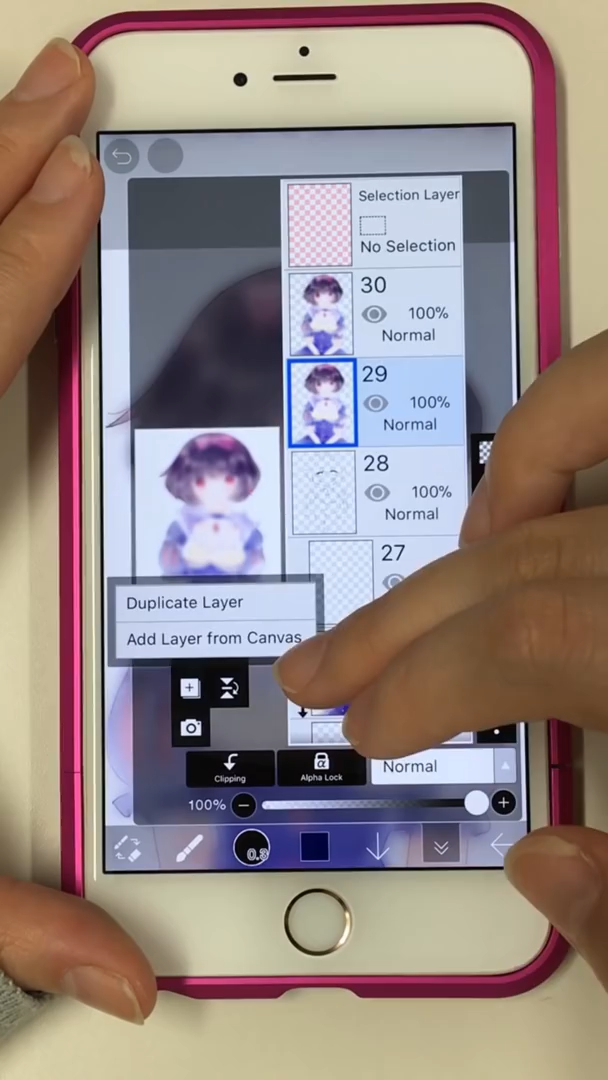 Selection Layer
No Selection
30
100%
Normal
29
100%
Normal
28
100%
Normal
27
Duplicate Layer
Add Layer from Canvas
Clipping
α
Alpha Lock
Normal
100%
0.3